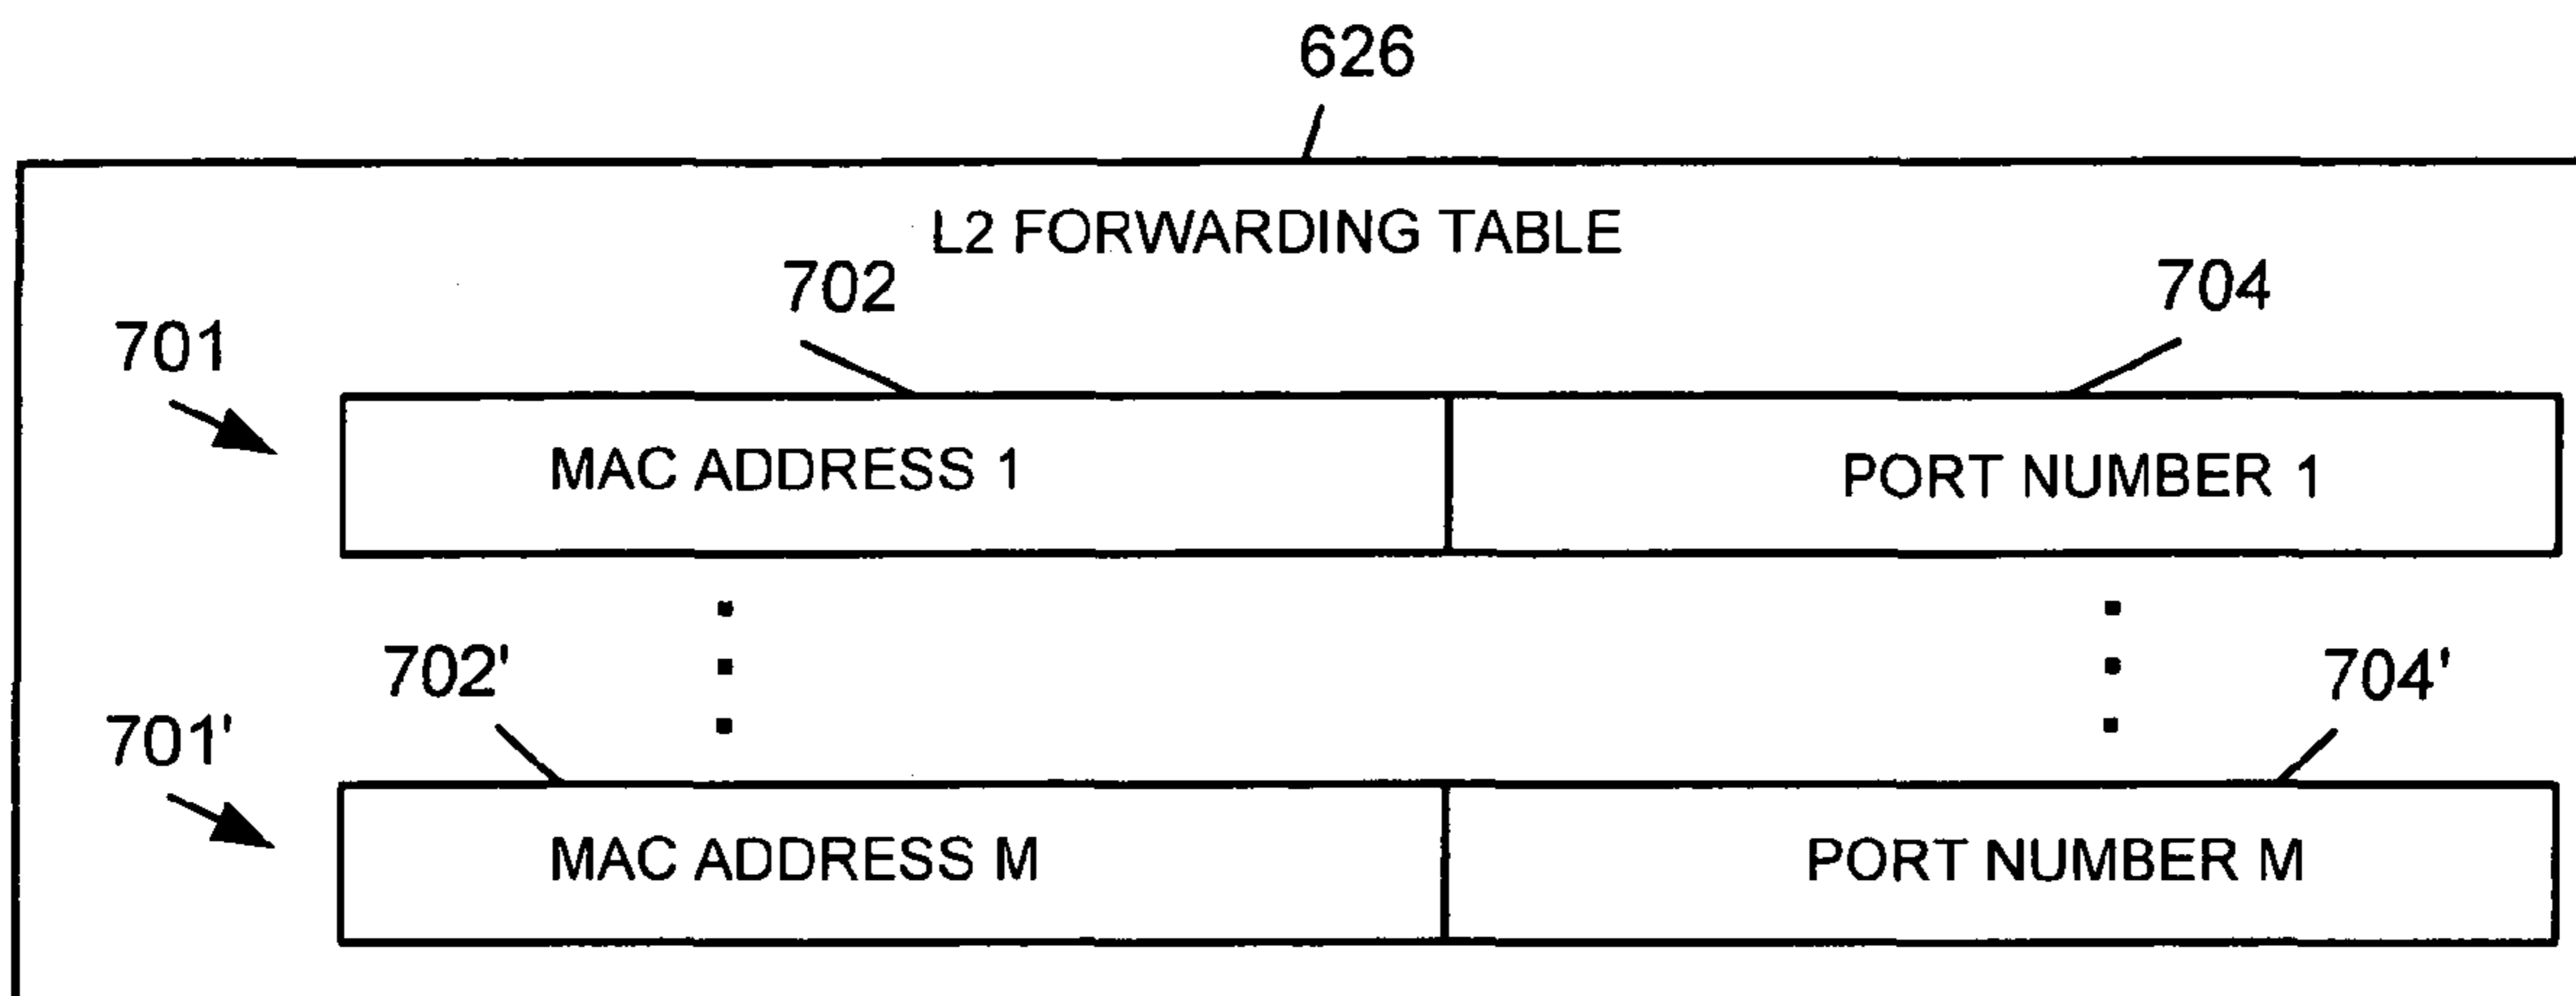 626
L2 FORWARDING TABLE
702
704
701
MAC ADDRESS 1
PORT NUMBER 1
702'
704'
701'
MAC ADDRESS M
PORT NUMBER M